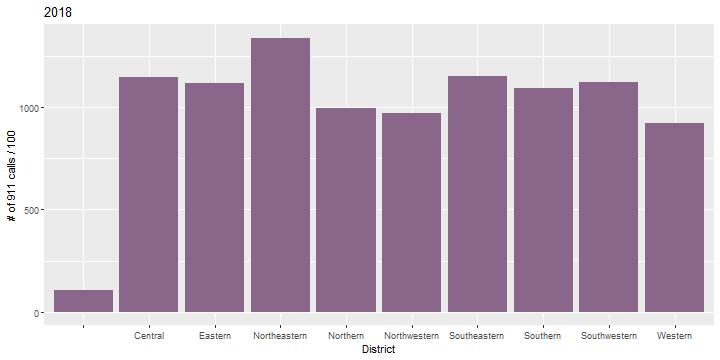 2018
# of 911 calls / 100
1000
500
0
Central Eastern Northeastern Northern Northwestern Southeastern Southern Southwestern Western
District